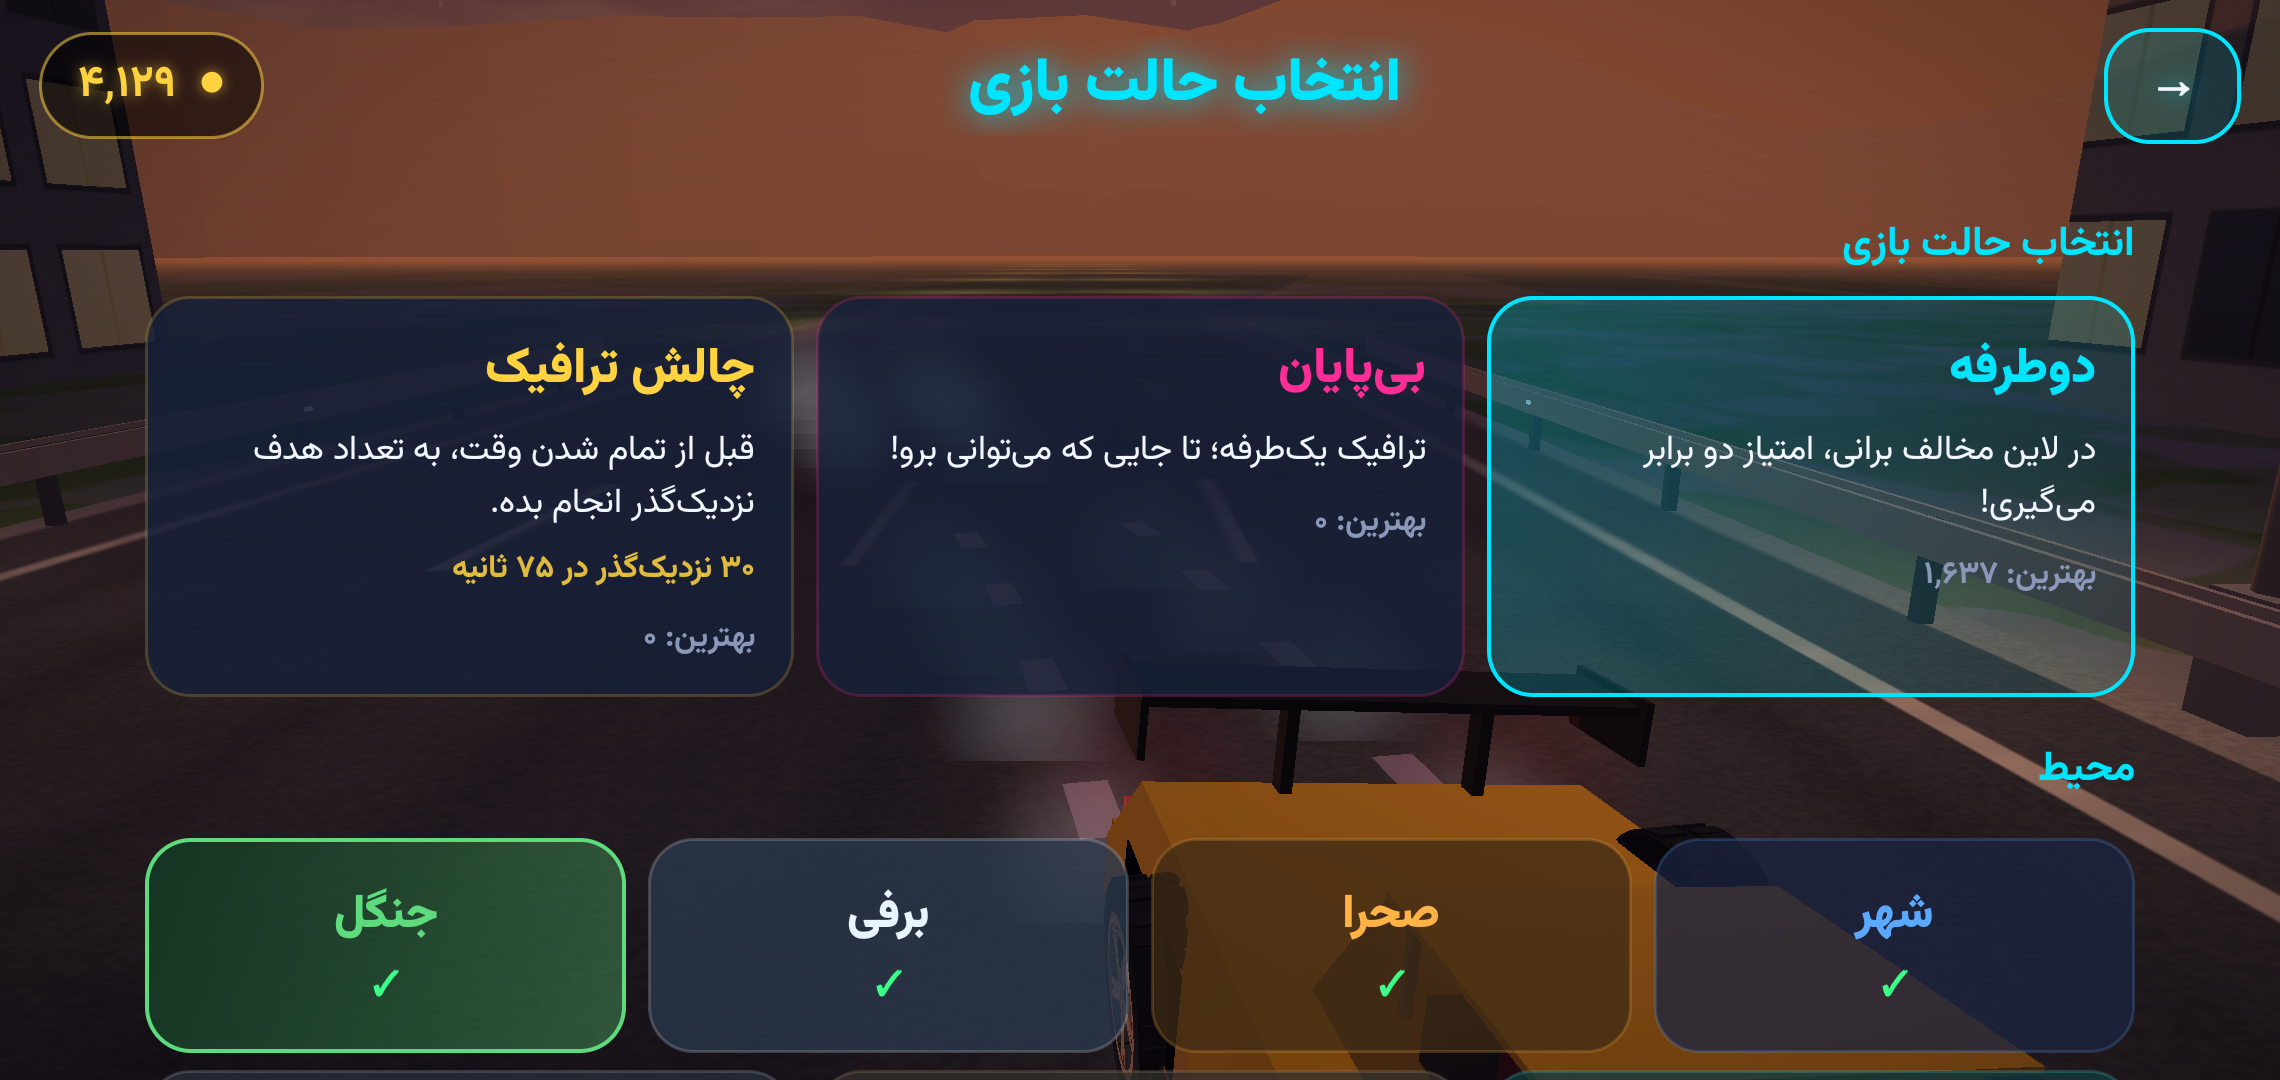 انتخاب حالت بازی
۴,۱۲۹
→
انتخاب حالت بازی
دوطرفه
در لاین مخالف برانی، امتیاز دو برابر
می‌گیری!
بهترین: ۱,۶۳۷
بی‌پایان
ترافیک یک‌طرفه؛ تا جایی که می‌توانی برو!
بهترین: ۰
چالش ترافیک
قبل از تمام شدن وقت، به تعداد هدف
نزدیک‌گذر انجام بده.
۳۰ نزدیک‌گذر در ۷۵ ثانیه
بهترین: ۰
محیط
شهر
✓
صحرا
✓
برفی
✓
جنگل
✓